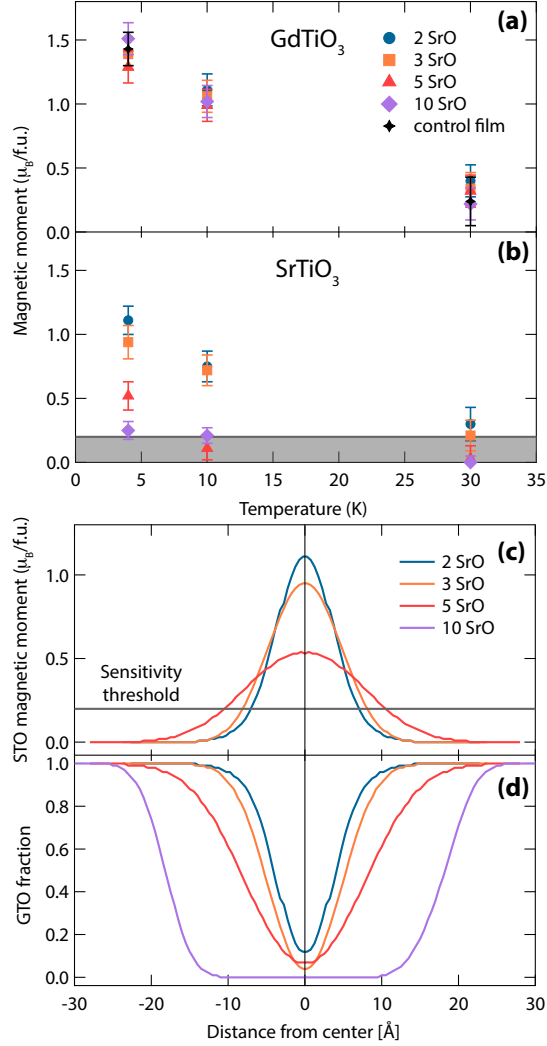 (a)
GdTiO₃
2 SrO
3 SrO
5 SrO
10 SrO
control film
1.5
1.0
0.5
0.0
Magnetic moment (μB/f.u.)
(b)
SrTiO₃
1.5
1.0
0.5
0.0
0 5 10 15 20 25 30 35
Temperature (K)
(c)
2 SrO
3 SrO
5 SrO
10 SrO
1.0
0.5
0.0
Sensitivity
threshold
STO magnetic moment (μB/f.u.)
(d)
1.0
0.8
0.6
0.4
0.2
0.0
GTO fraction
-30 -20 -10 0 10 20 30
Distance from center [Å]